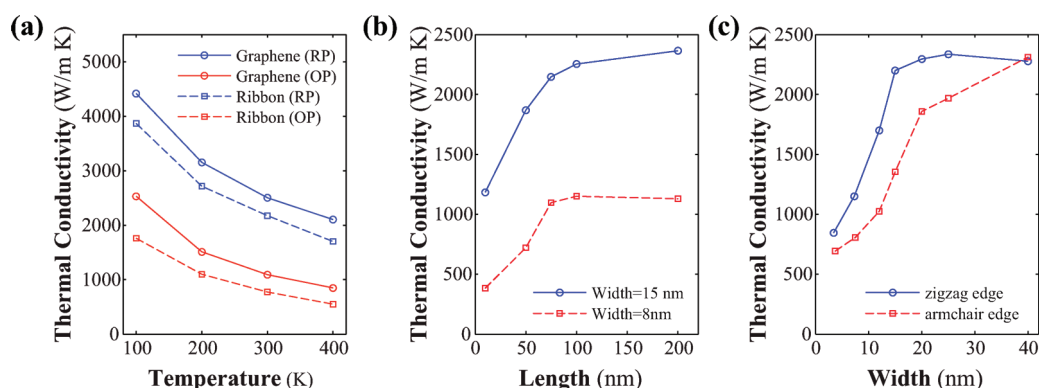 (a)
Thermal Conductivity (W/m K)
5000
4000
3000
2000
1000
0
100 200 300 400
Temperature (K)
Graphene (RP)
Graphene (OP)
Ribbon (RP)
Ribbon (OP)
(b)
Thermal Conductivity (W/m K)
2500
2000
1500
1000
500
0
0 50 100 150 200
Length (nm)
Width=15 nm
Width=8nm
(c)
Thermal Conductivity (W/m K)
2500
2000
1500
1000
500
0
0 10 20 30 40
Width (nm)
zigzag edge
armchair edge